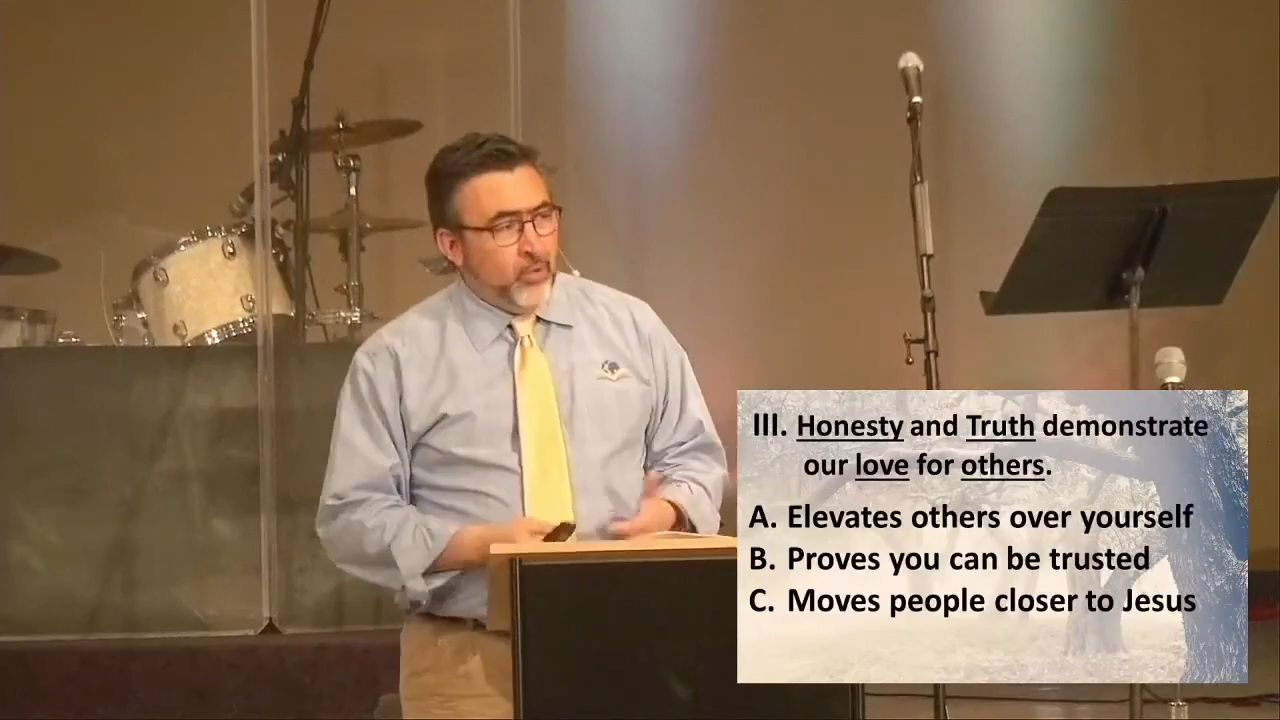 III. Honesty and Truth demonstrate
our love for others.
A. Elevates others over yourself
B. Proves you can be trusted
C. Moves people closer to Jesus